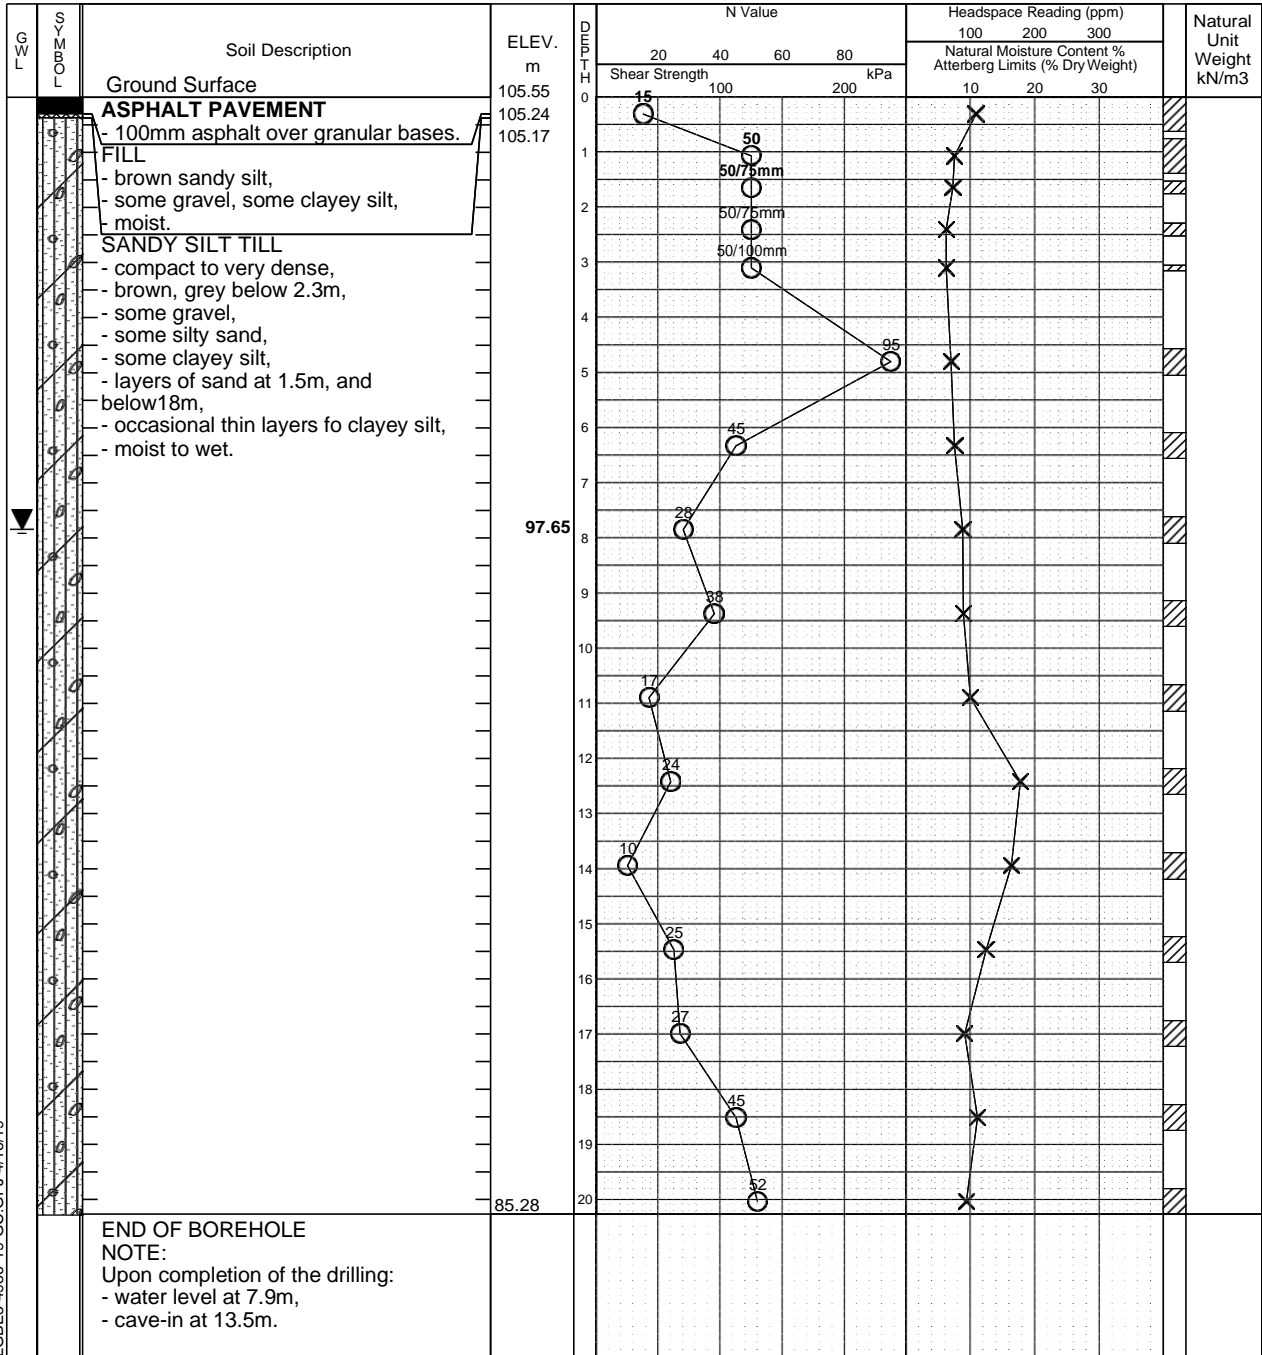 GWL
SYMBOL
Soil Description
Ground Surface
ELEV.
m
DEPTH
N Value
20 40 60 80
Shear Strength kPa
100 200
Headspace Reading (ppm)
100 200 300
Natural Moisture Content %
Atterberg Limits (% Dry Weight)
10 20 30
Natural
Unit
Weight
kN/m3
105.55
105.24
105.17
ASPHALT PAVEMENT
- 100mm asphalt over granular bases.
FILL
- brown sandy silt,
- some gravel, some clayey silt,
- moist.
SANDY SILT TILL
- compact to very dense,
- brown, grey below 2.3m,
- some gravel,
- some silty sand,
- some clayey silt,
- layers of sand at 1.5m, and
below18m,
- occasional thin layers fo clayey silt,
- moist to wet.
97.65
85.28
0
1
2
3
4
5
6
7
8
9
10
11
12
13
14
15
16
17
18
19
20
15
50
50/75mm
50/75mm
50/100mm
95
45
28
38
17
24
10
25
27
45
52
END OF BOREHOLE
NOTE:
Upon completion of the drilling:
- water level at 7.9m,
- cave-in at 13.5m.